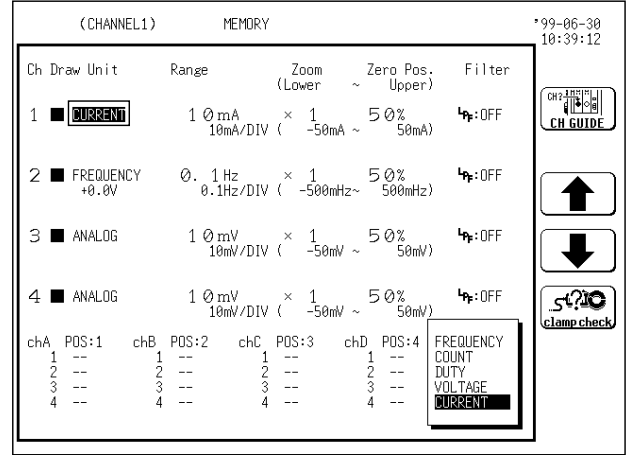 (CHANNEL1) MEMORY '99-06-30
10:39:12
Ch Draw Unit Range Zoom Zero Pos. Filter
(Lower ~ Upper)
1 CURRENT 10mA × 1 50% LPF:OFF
10mA/DIV ( -50mA ~ 50mA)
2 FREQUENCY 0. 1Hz × 1 50% LPF:OFF
+0.0V 0.1Hz/DIV ( -500mHz~ 500mHz)
3 ANALOG 10mV × 1 50% LPF:OFF
10mV/DIV ( -50mV ~ 50mV)
4 ANALOG 10mV × 1 50% LPF:OFF
10mV/DIV ( -50mV ~ 50mV)
chA POS:1 chB POS:2 chC POS:3 chD POS:4
1 -- 1 -- 1 -- 1 --
2 -- 2 -- 2 -- 2 --
3 -- 3 -- 3 -- 3 --
4 -- 4 -- 4 -- 4 --
FREQUENCY
COUNT
DUTY
VOLTAGE
CURRENT
CH?
CH GUIDE
clamp check